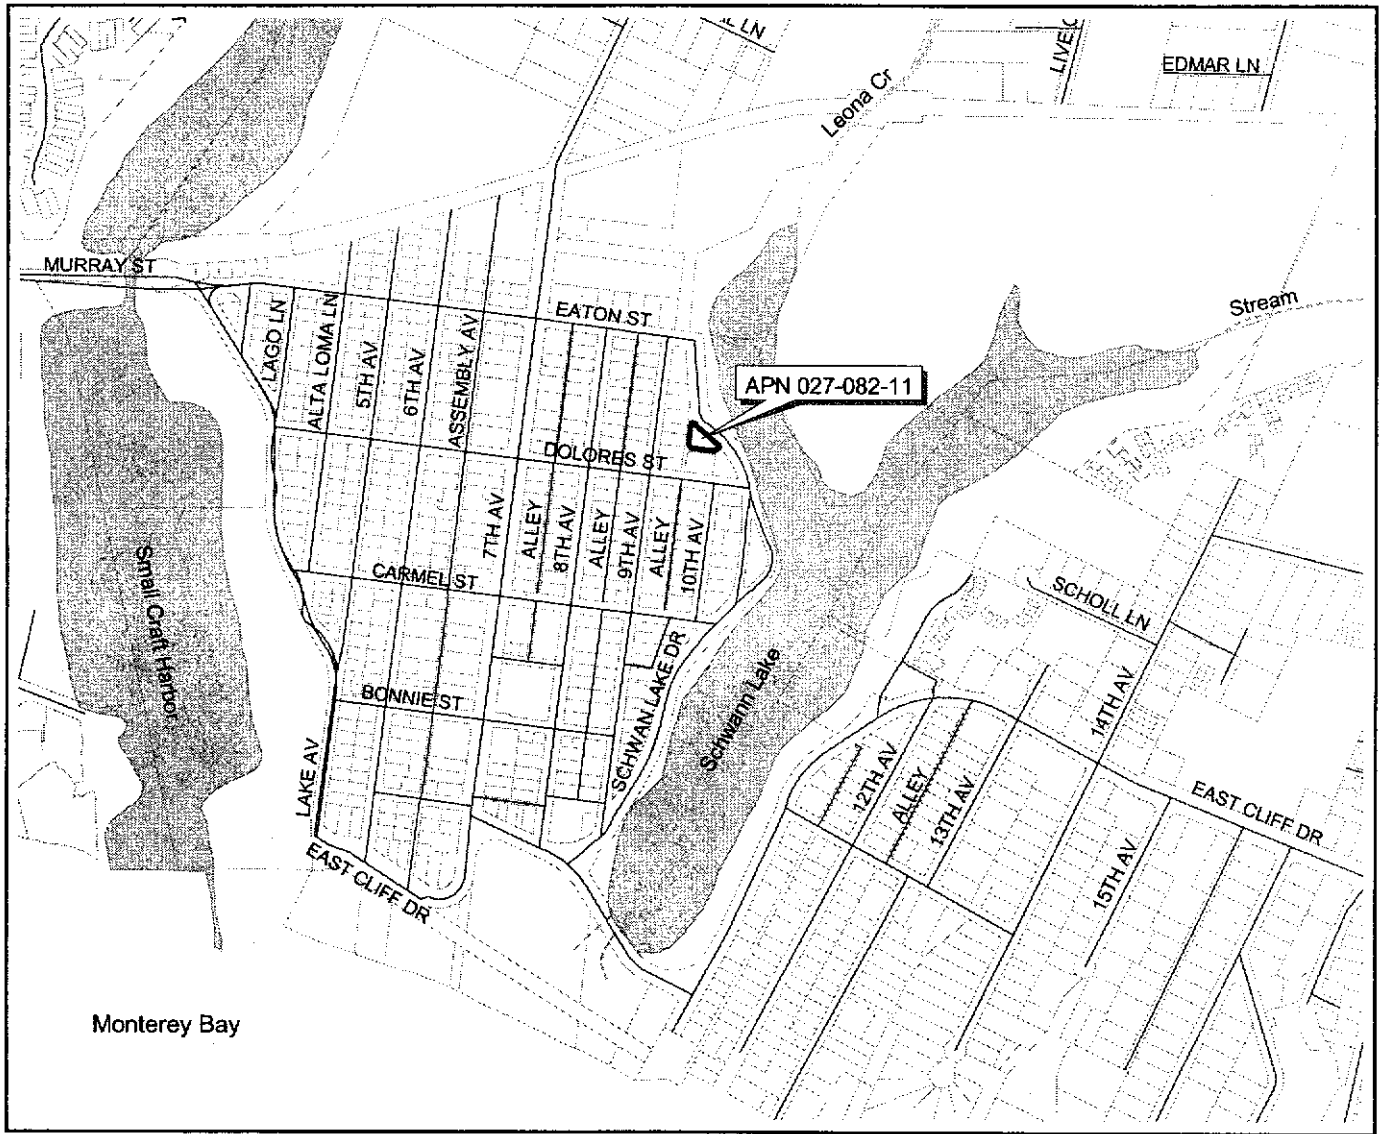 LN
Leona Cr
LIVE
EDMAR LN
MURRAY ST
Stream
EATON ST
LAGO LN
ALTA LOMA LN
5TH AV
6TH AV
ASSEMBLY AV
APN 027-082-11
DOLORES ST
7TH AV
ALLEY
8TH AV
ALLEY
9TH AV
ALLEY
10TH AV
Small Craft Harbor
CARMEL ST
SCHOLL LN
SCHWAN LAKE DR
Schwann Lake
BONNIE ST
14TH AV
LAKE AV
12TH AV
ALLEY
13TH AV
EAST CLIFF DR
15TH AV
EAST CLIFF DR
Monterey Bay